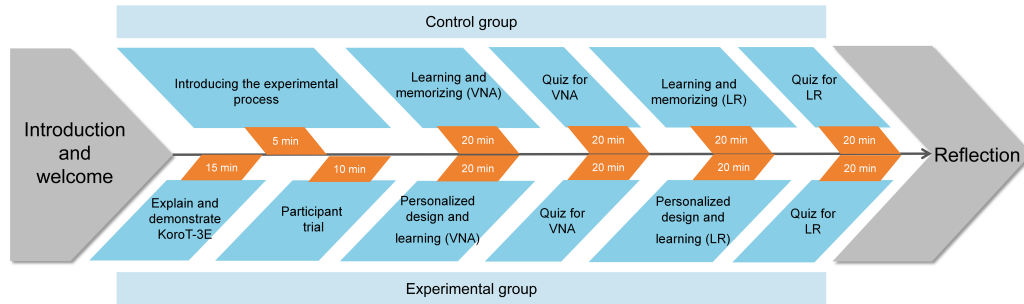 Control group
Introduction
and
welcome
Introducing the experimental
process
Learning and
memorizing (VNA)
Quiz for
VNA
Learning and
memorizing (LR)
Quiz for
LR
5 min
20 min
20 min
20 min
20 min
Reflection
15 min
10 min
20 min
20 min
20 min
20 min
Explain and
demonstrate
KoroT-3E
Participant
trial
Personalized
design and
learning (VNA)
Quiz for
VNA
Personalized
design and
learning (LR)
Quiz for
LR
Experimental group